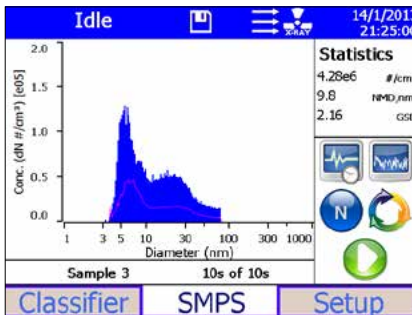 Idle
X-RAY
14/1/201
21:25:00
Conc. (dN #/cm³) [e05]
2.0
1.5
1.0
0.5
0.0
1 3 5 10 30 100 300 1000
Diameter (nm)
Sample 3 10s of 10s
Statistics
4.28e6 #/cm
9.8 NMD,nm
2.16 GSD
N
Classifier SMPS Setup